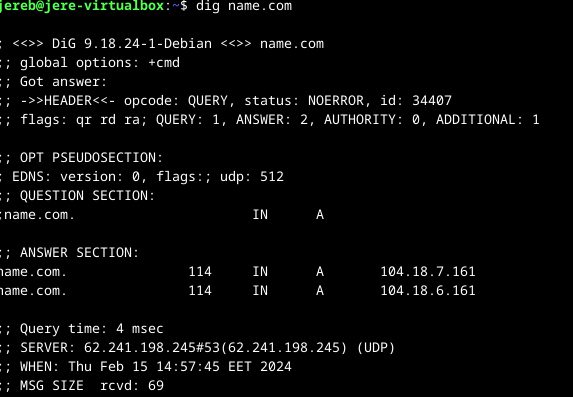 jereb@jere-virtualbox:~$ dig name.com
; <<>> DiG 9.18.24-1-Debian <<>> name.com
;; global options: +cmd
;; Got answer:
;; ->>HEADER<<- opcode: QUERY, status: NOERROR, id: 34407
;; flags: qr rd ra; QUERY: 1, ANSWER: 2, AUTHORITY: 0, ADDITIONAL: 1
;; OPT PSEUDOSECTION:
; EDNS: version: 0, flags:; udp: 512
;; QUESTION SECTION:
;name.com. IN A
;; ANSWER SECTION:
name.com. 114 IN A 104.18.7.161
name.com. 114 IN A 104.18.6.161
;; Query time: 4 msec
;; SERVER: 62.241.198.245#53(62.241.198.245) (UDP)
;; WHEN: Thu Feb 15 14:57:45 EET 2024
;; MSG SIZE rcvd: 69